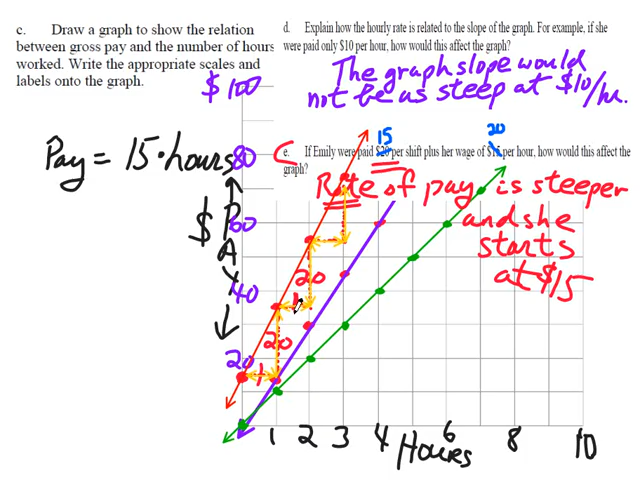 c. Draw a graph to show the relation
between gross pay and the number of hours
worked. Write the appropriate scales and
labels onto the graph.
d. Explain how the hourly rate is related to the slope of the graph. For example, if she
were paid only $10 per hour, how would this affect the graph?
The graph slope would
not be as steep at $10/hr.
$ 100
Pay = 15 · hours
80
15
20
e. If Emily were paid $20 per shift plus her wage of $15 per hour, how would this affect the
graph?
Rate of pay is steeper
and she
starts
at $15
$ PAY
60
40
20
20
1
20
1
1 2 3 4 6 8 10
Hours